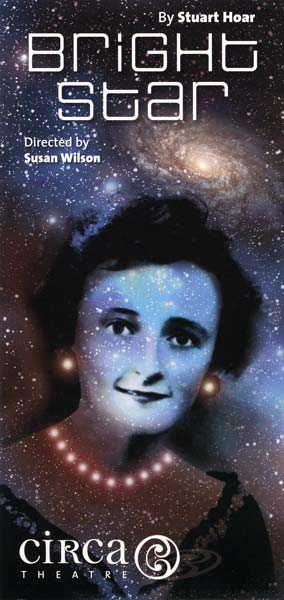 By Stuart Hoar
BRIGHT
STAR
Directed by
Susan Wilson
CIRCA
THEATRE